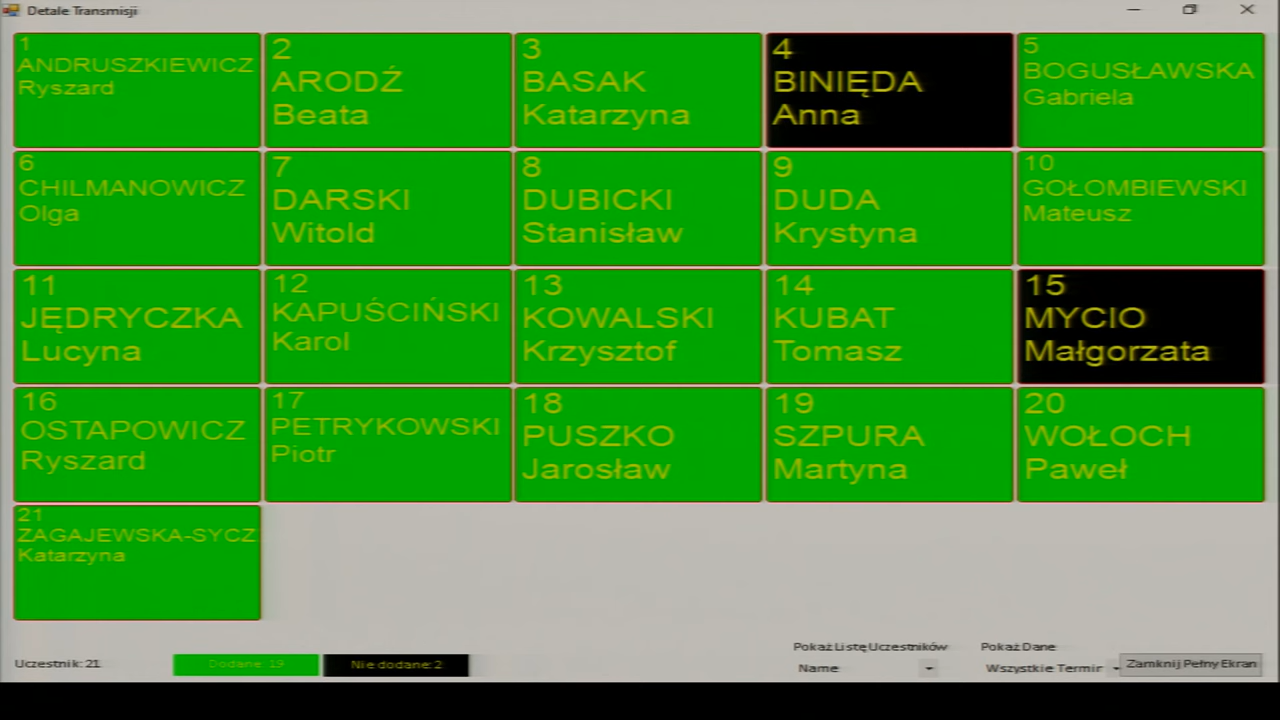 Detale Transmisji
1
ANDRUSZKIEWICZ
Ryszard
2
ARODŹ
Beata
3
BASAK
Katarzyna
4
BINIĘDA
Anna
5
BOGUSŁAWSKA
Gabriela
6
CHILMANOWICZ
Olga
7
DARSKI
Witold
8
DUBICKI
Stanisław
9
DUDA
Krystyna
10
GOŁOMBIEWSKI
Mateusz
11
JĘDRYCZKA
Lucyna
12
KAPUŚCIŃSKI
Karol
13
KOWALSKI
Krzysztof
14
KUBAT
Tomasz
15
MYCIO
Małgorzata
16
OSTAPOWICZ
Ryszard
17
PETRYKOWSKI
Piotr
18
PUSZKO
Jarosław
19
SZPURA
Martyna
20
WOŁOCH
Paweł
21
ZAGAJEWSKA-SYCZ
Katarzyna
Uczestnik: 21
Dodane: 19
Nie dodane: 2
Pokaż Listę Uczestników
Name
Pokaż Dane
Wszystkie Termir
Zamknij Pełny Ekran